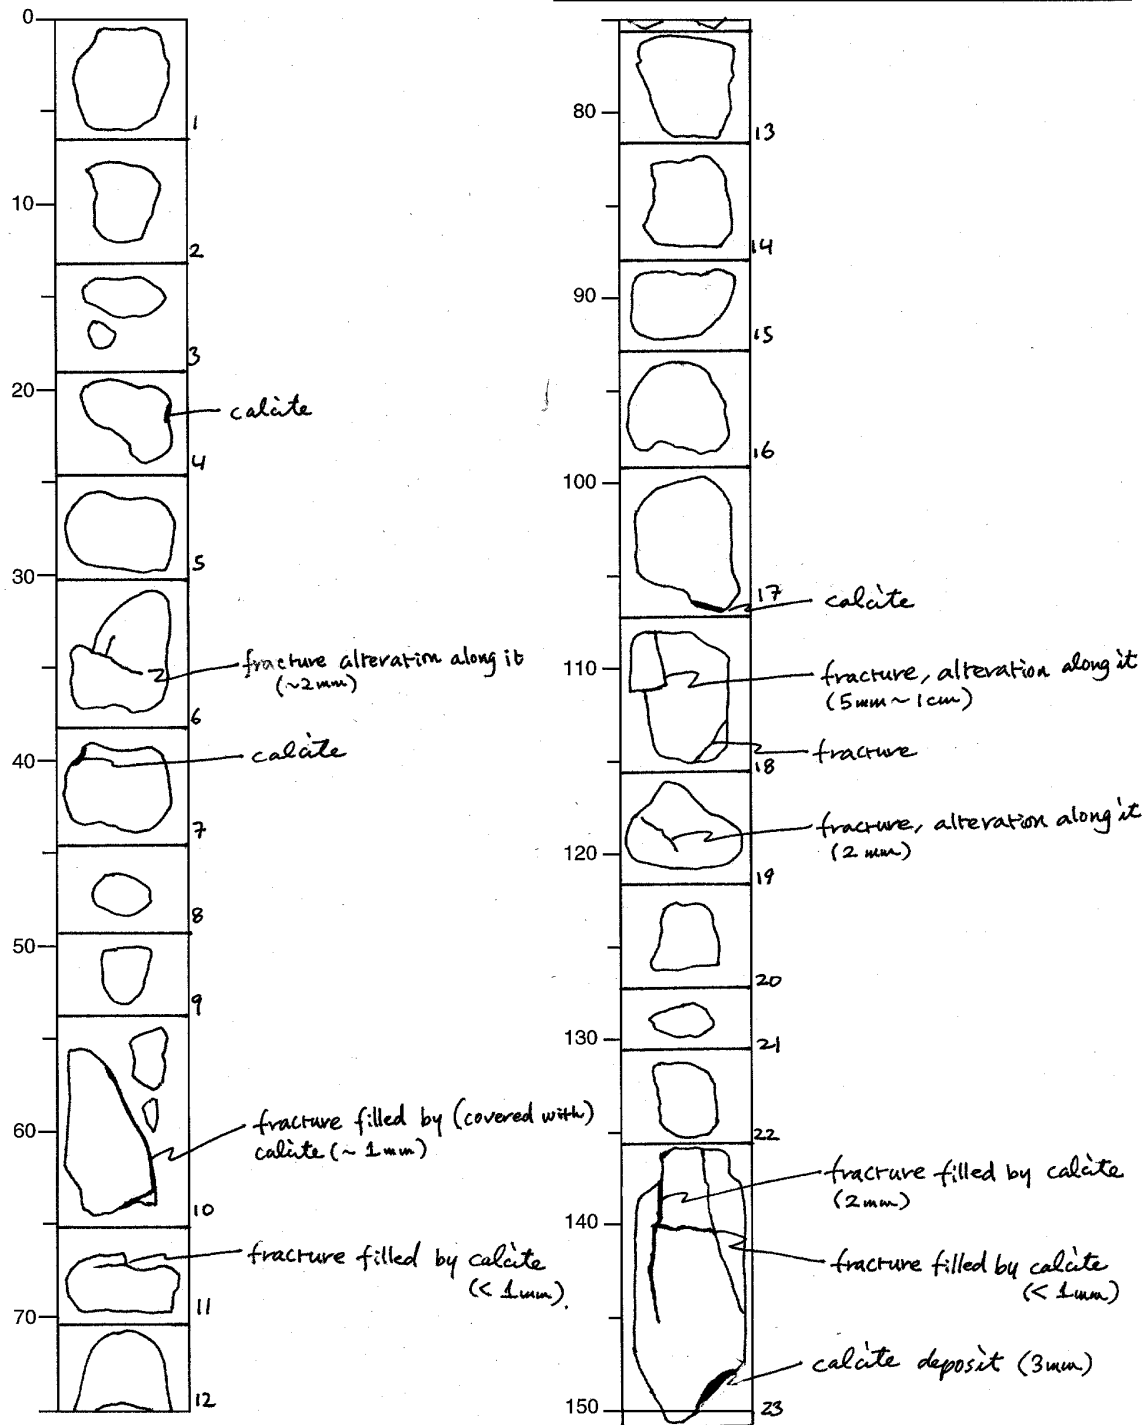 0
1
10
2
3
20
calcite
4
5
30
fracture alteration along it
(~2mm)
6
calcite
40
7
8
50
9
fracture filled by (covered with)
60
calcite (~ 1mm)
10
fracture filled by calcite
(< 1mm).
11
70
12
80
13
14
90
15
16
100
17
calcite
110
fracture, alteration along it
(5mm ~ 1cm)
fracture
18
fracture, alteration along it
120
(2 mm)
19
20
130
21
22
fracture filled by calcite
(2mm)
140
fracture filled by calcite
(< 1mm)
calcite deposit (3mm)
150
23